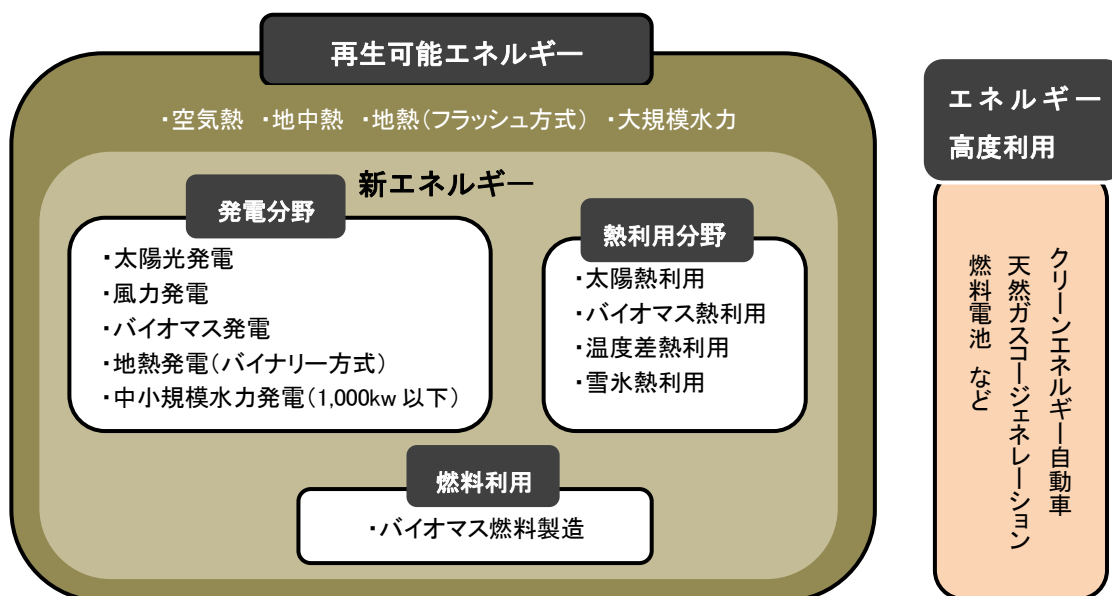 再生可能エネルギー
・空気熱 ・地中熱 ・地熱(フラッシュ方式) ・大規模水力
新エネルギー
発電分野
・太陽光発電
・風力発電
・バイオマス発電
・地熱発電(バイナリー方式)
・中小規模水力発電(1,000kw 以下)
熱利用分野
・太陽熱利用
・バイオマス熱利用
・温度差熱利用
・雪氷熱利用
燃料利用
・バイオマス燃料製造
エネルギー
高度利用
クリーンエネルギー自動車
天然ガスコージェネレーション
燃料電池 など